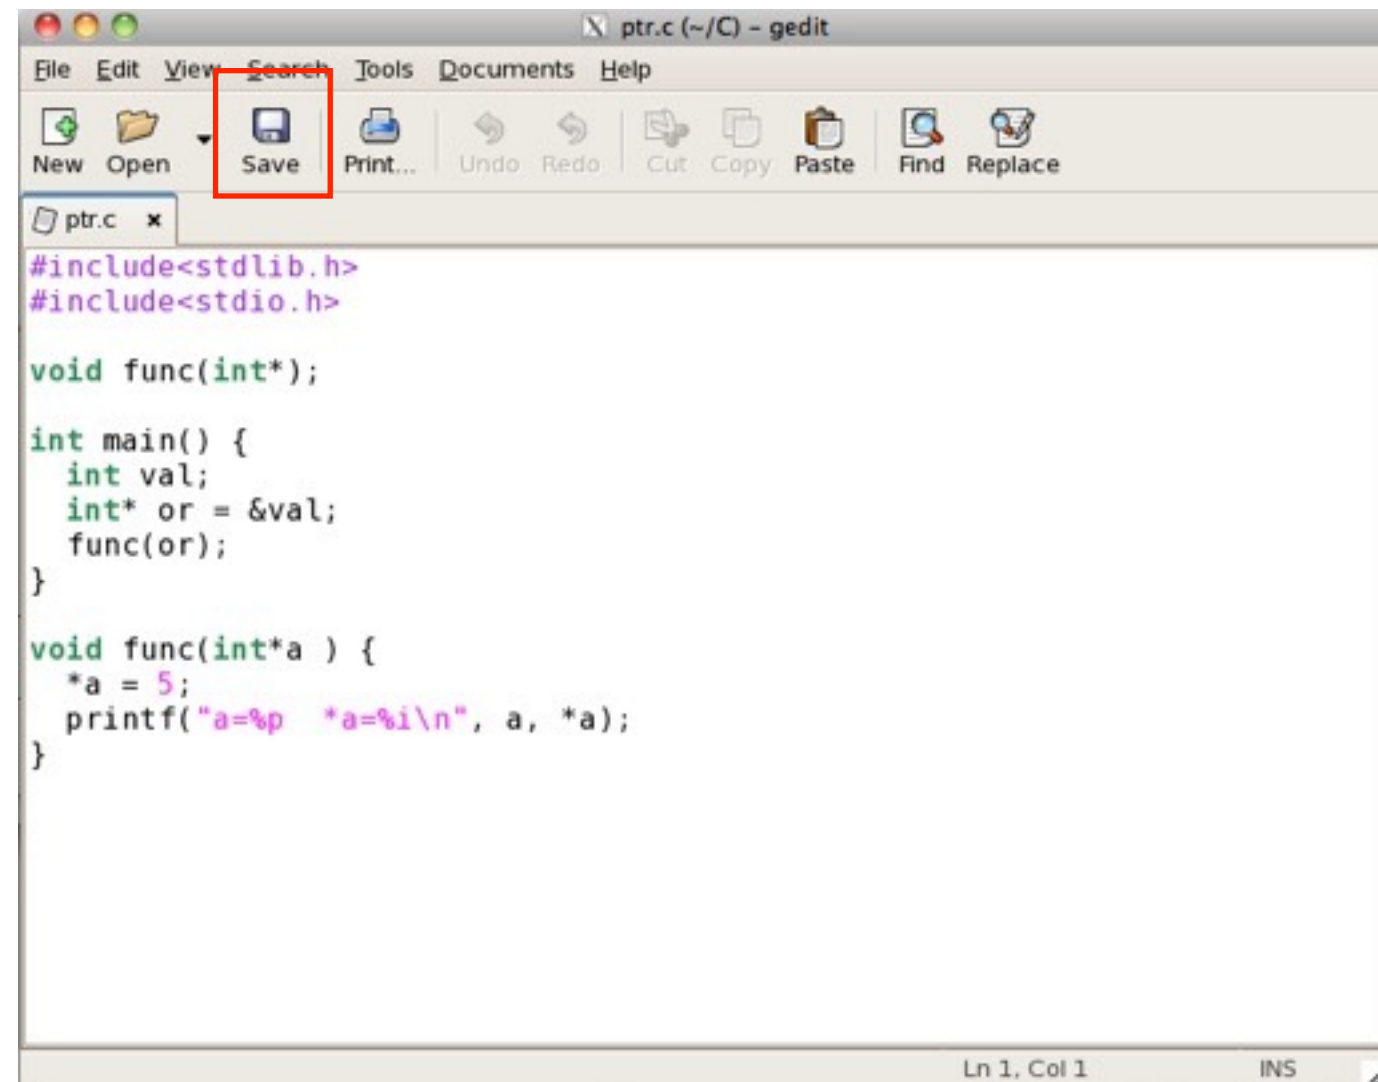 ptr.c (~/C) – gedit
File Edit View Search Tools Documents Help
New Open Save Print... Undo Redo Cut Copy Paste Find Replace
ptr.c
#include<stdlib.h>
#include<stdio.h>
void func(int*);
int main() {
  int val;
  int* or = &val;
  func(or);
}
void func(int*a ) {
  *a = 5;
  printf("a=%p  *a=%i\n", a, *a);
}
Ln 1, Col 1 INS